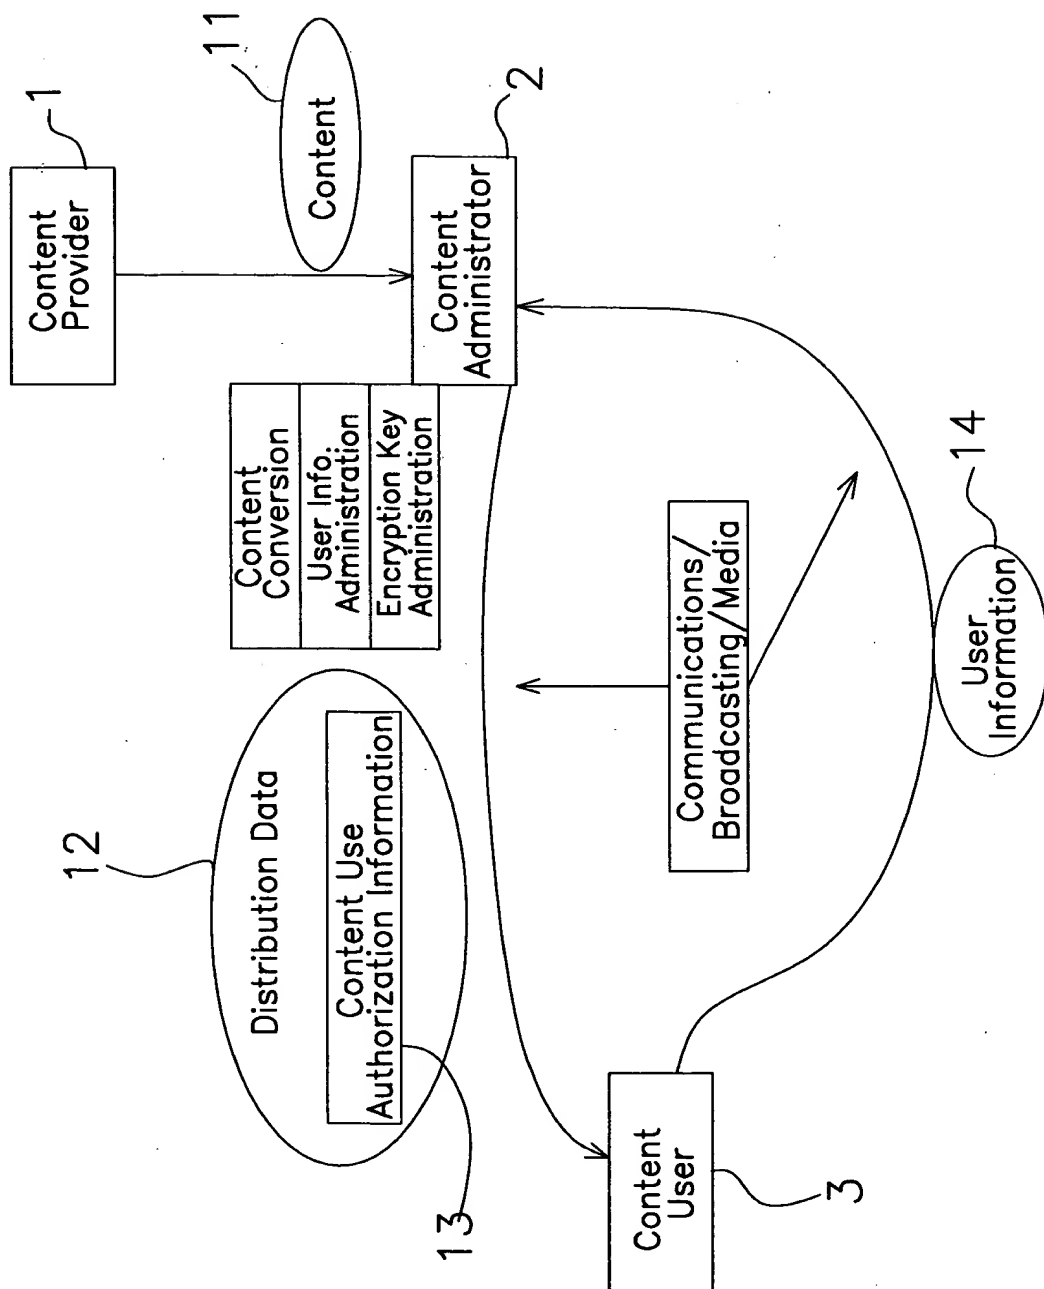 1
Content
Provider
11
Content
2
Content
Administrator
Content
Conversion
User Info.
Administration
Encryption Key
Administration
12
Distribution Data
Content Use
Authorization Information
13
Communications/
Broadcasting/Media
14
User
Information
Content
User
3